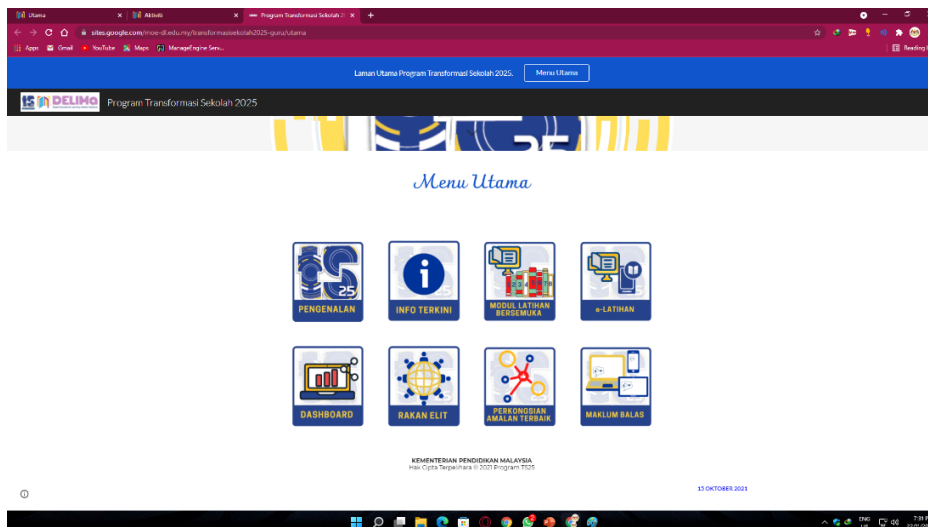 Utama
Aktiviti
Program Transformasi Sekolah 2
sites.google.com/moe-dl.edu.my/transformasisekolah2025-guru/utama
Apps
Gmail
YouTube
Maps
ManageEngine Serv...
Reading
Laman Utama Program Transformasi Sekolah 2025.
Menu Utama
DELIMa
Program Transformasi Sekolah 2025
Menu Utama
25
PENGENALAN
INFO TERKINI
MODUL LATIHAN
BERSEMUKA
e-LATIHAN
DASHBOARD
RAKAN ELIT
PERKONGSIAN
AMALAN TERBAIK
MAKLUM BALAS
KEMENTERIAN PENDIDIKAN MALAYSIA
Hak Cipta Terpelihara © 2021 Program TS25
15 OKTOBER 2021
ENG